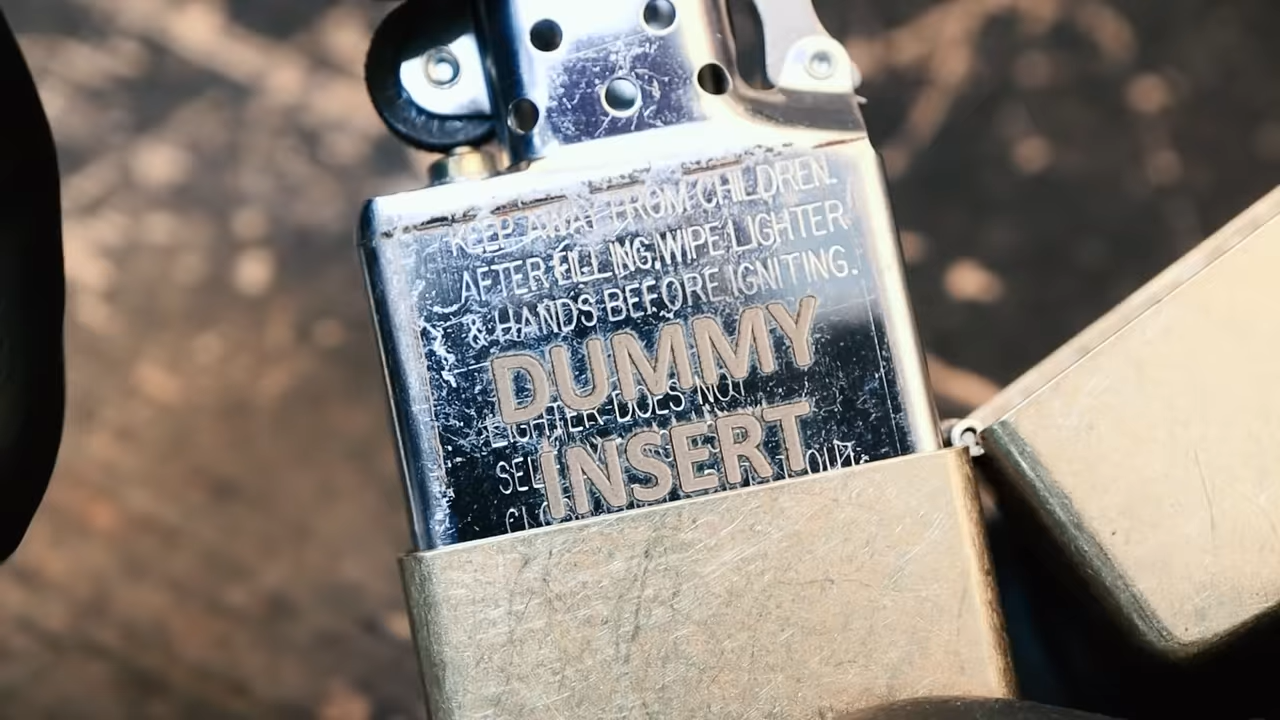 KEEP AWAY FROM CHILDREN.
AFTER FILLING, WIPE LIGHTER
& HANDS BEFORE IGNITING.
DUMMY
LIGHTER DOES NOT
INSERT